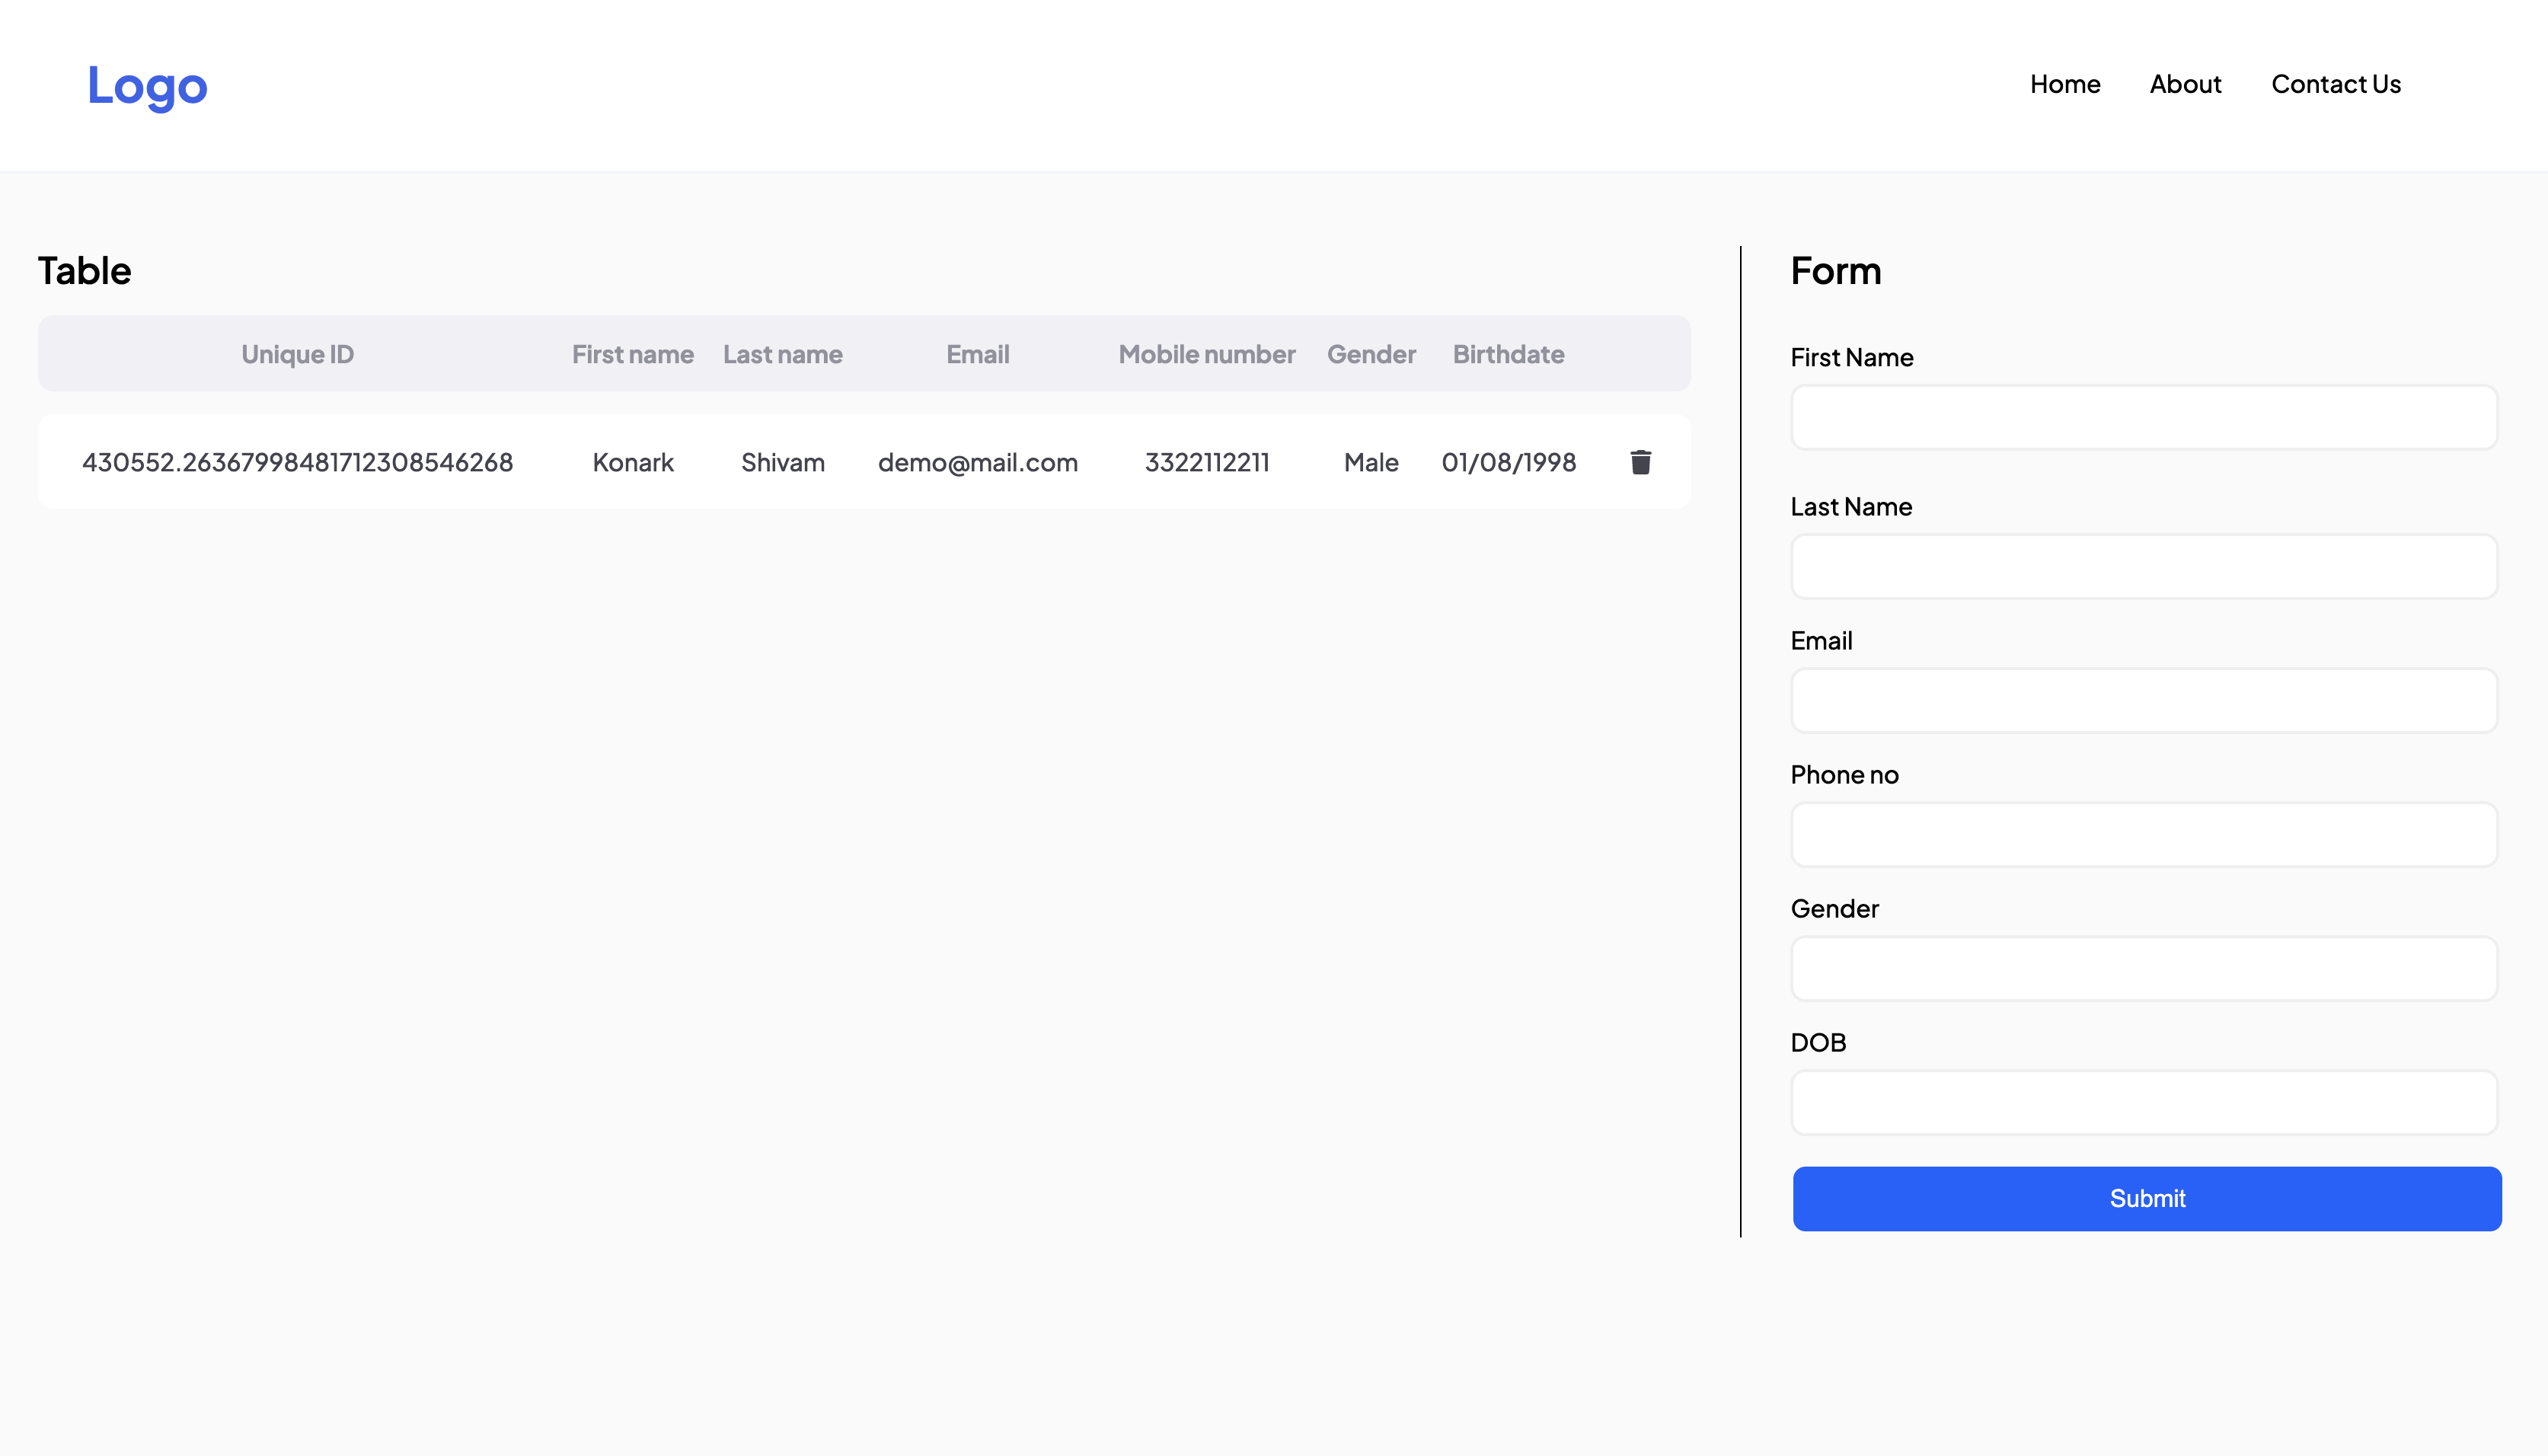 Logo
Home About Contact Us
Table
Unique ID First name Last name Email Mobile number Gender Birthdate
430552.26367998481712308546268 Konark Shivam demo@mail.com 3322112211 Male 01/08/1998
Form
First Name
Last Name
Email
Phone no
Gender
DOB
Submit